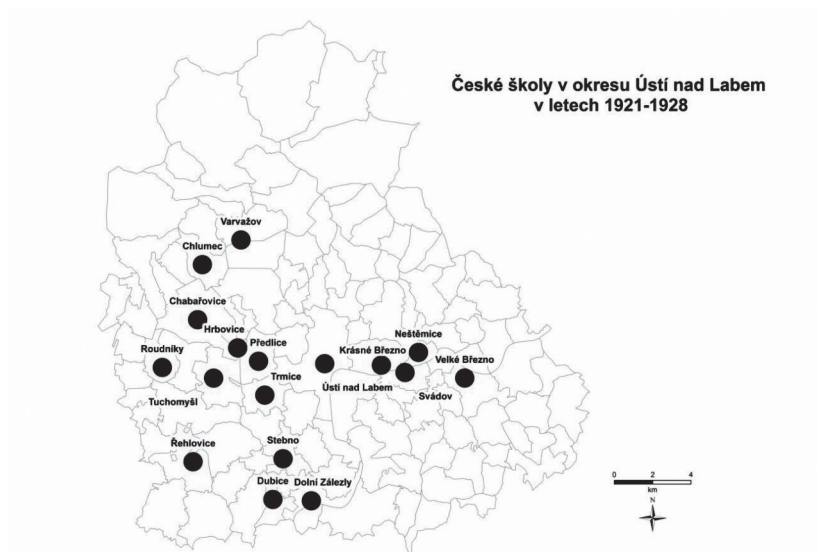 České školy v okresu Ústí nad Labem
v letech 1921-1928
Varvažov
Chlumec
Chabařovice
Hrbovice
Předlice
Roudníky
Neštěmice
Krásné Březno
Velké Březno
Trmice
Ústí nad Labem
Svádov
Tuchomyšl
Řehlovice
Stebno
Dubice
Dolní Zálezly
0 2 4
km
N